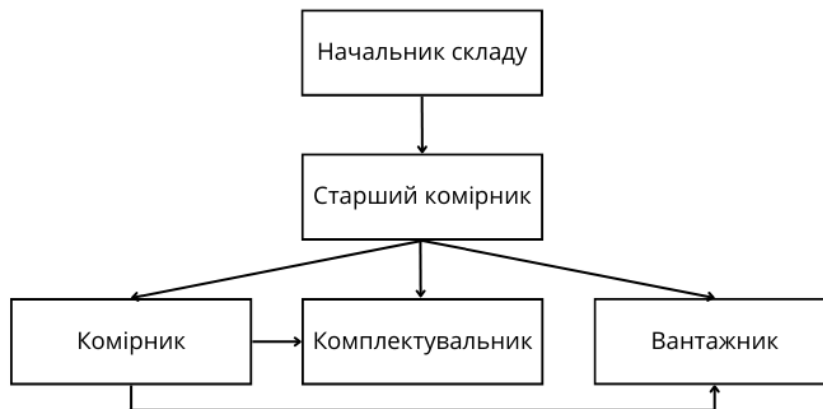 Начальник складу
Старший комірник
Комірник
Комплектувальник
Вантажник